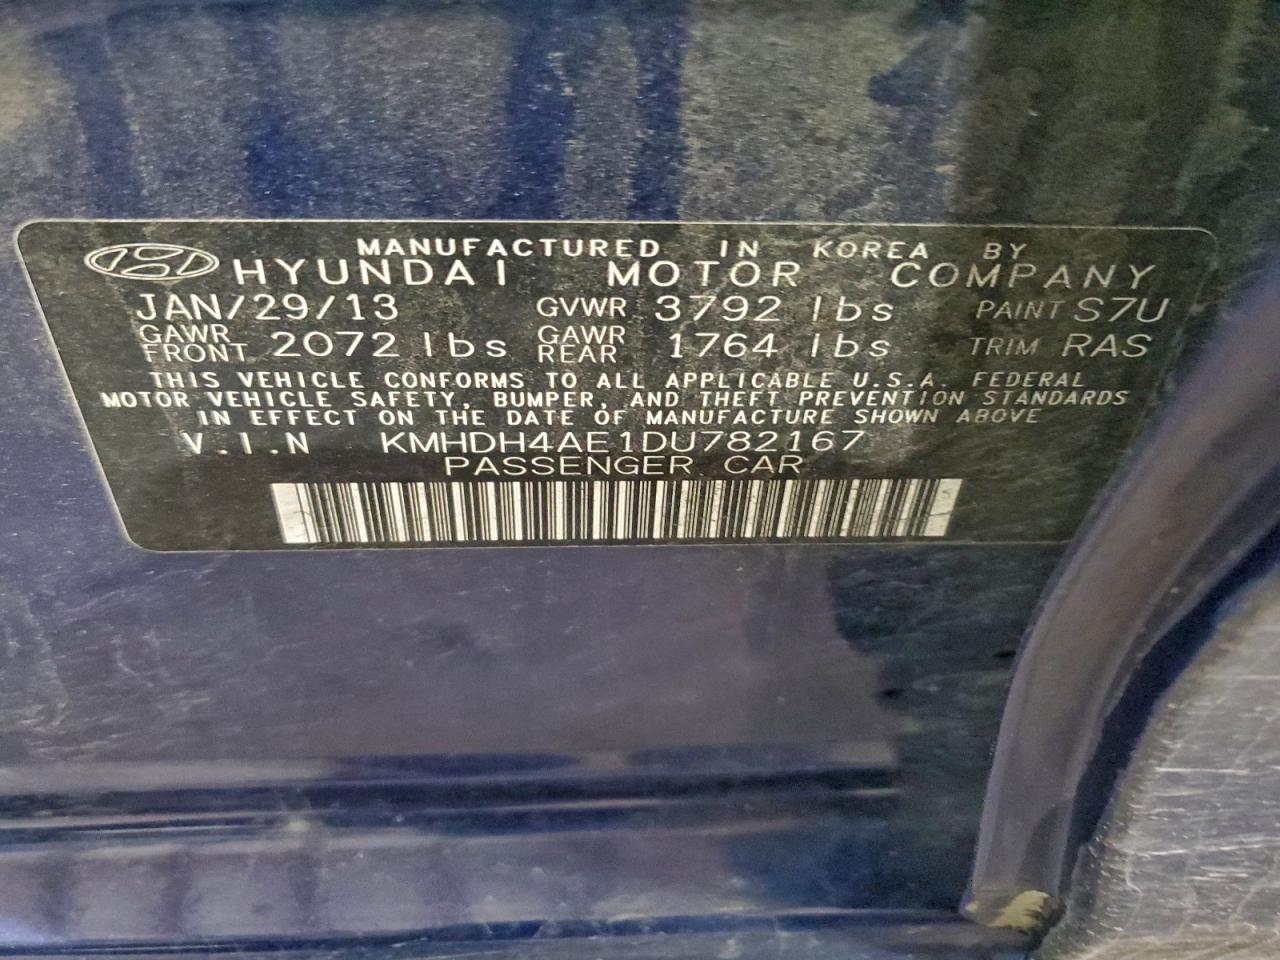 MANUFACTURED IN KOREA BY
HYUNDAI MOTOR COMPANY
JAN/29/13 GVWR 3792 lbs PAINT S7U
GAWR FRONT 2072 lbs GAWR REAR 1764 lbs TRIM RAS
THIS VEHICLE CONFORMS TO ALL APPLICABLE U.S.A. FEDERAL
MOTOR VEHICLE SAFETY, BUMPER, AND THEFT PREVENTION STANDARDS
IN EFFECT ON THE DATE OF MANUFACTURE SHOWN ABOVE
V.I.N KMHDH4AE1DU782167
PASSENGER CAR